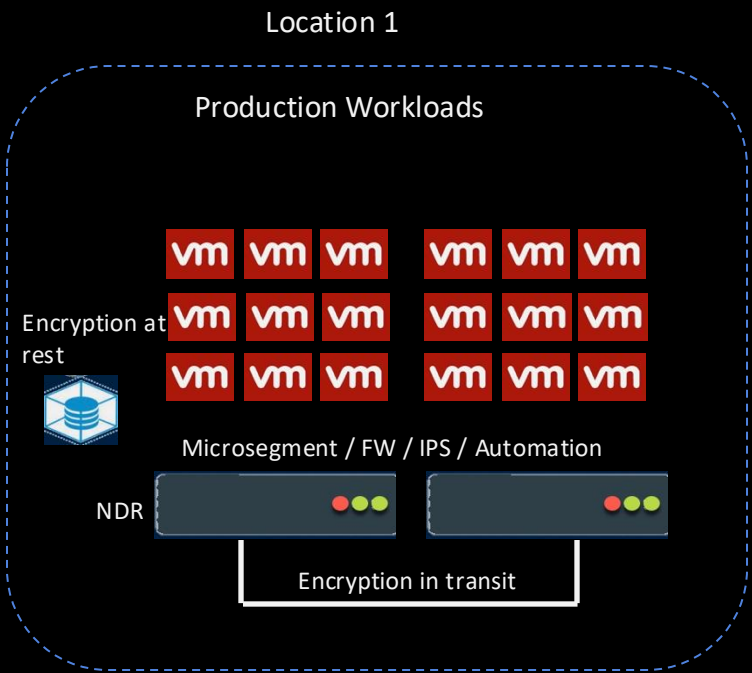 Location 1
Production Workloads
vm vm vm vm vm vm
Encryption at
rest
vm vm vm vm vm vm
vm vm vm vm vm vm
Microsegment / FW / IPS / Automation
NDR
Encryption in transit